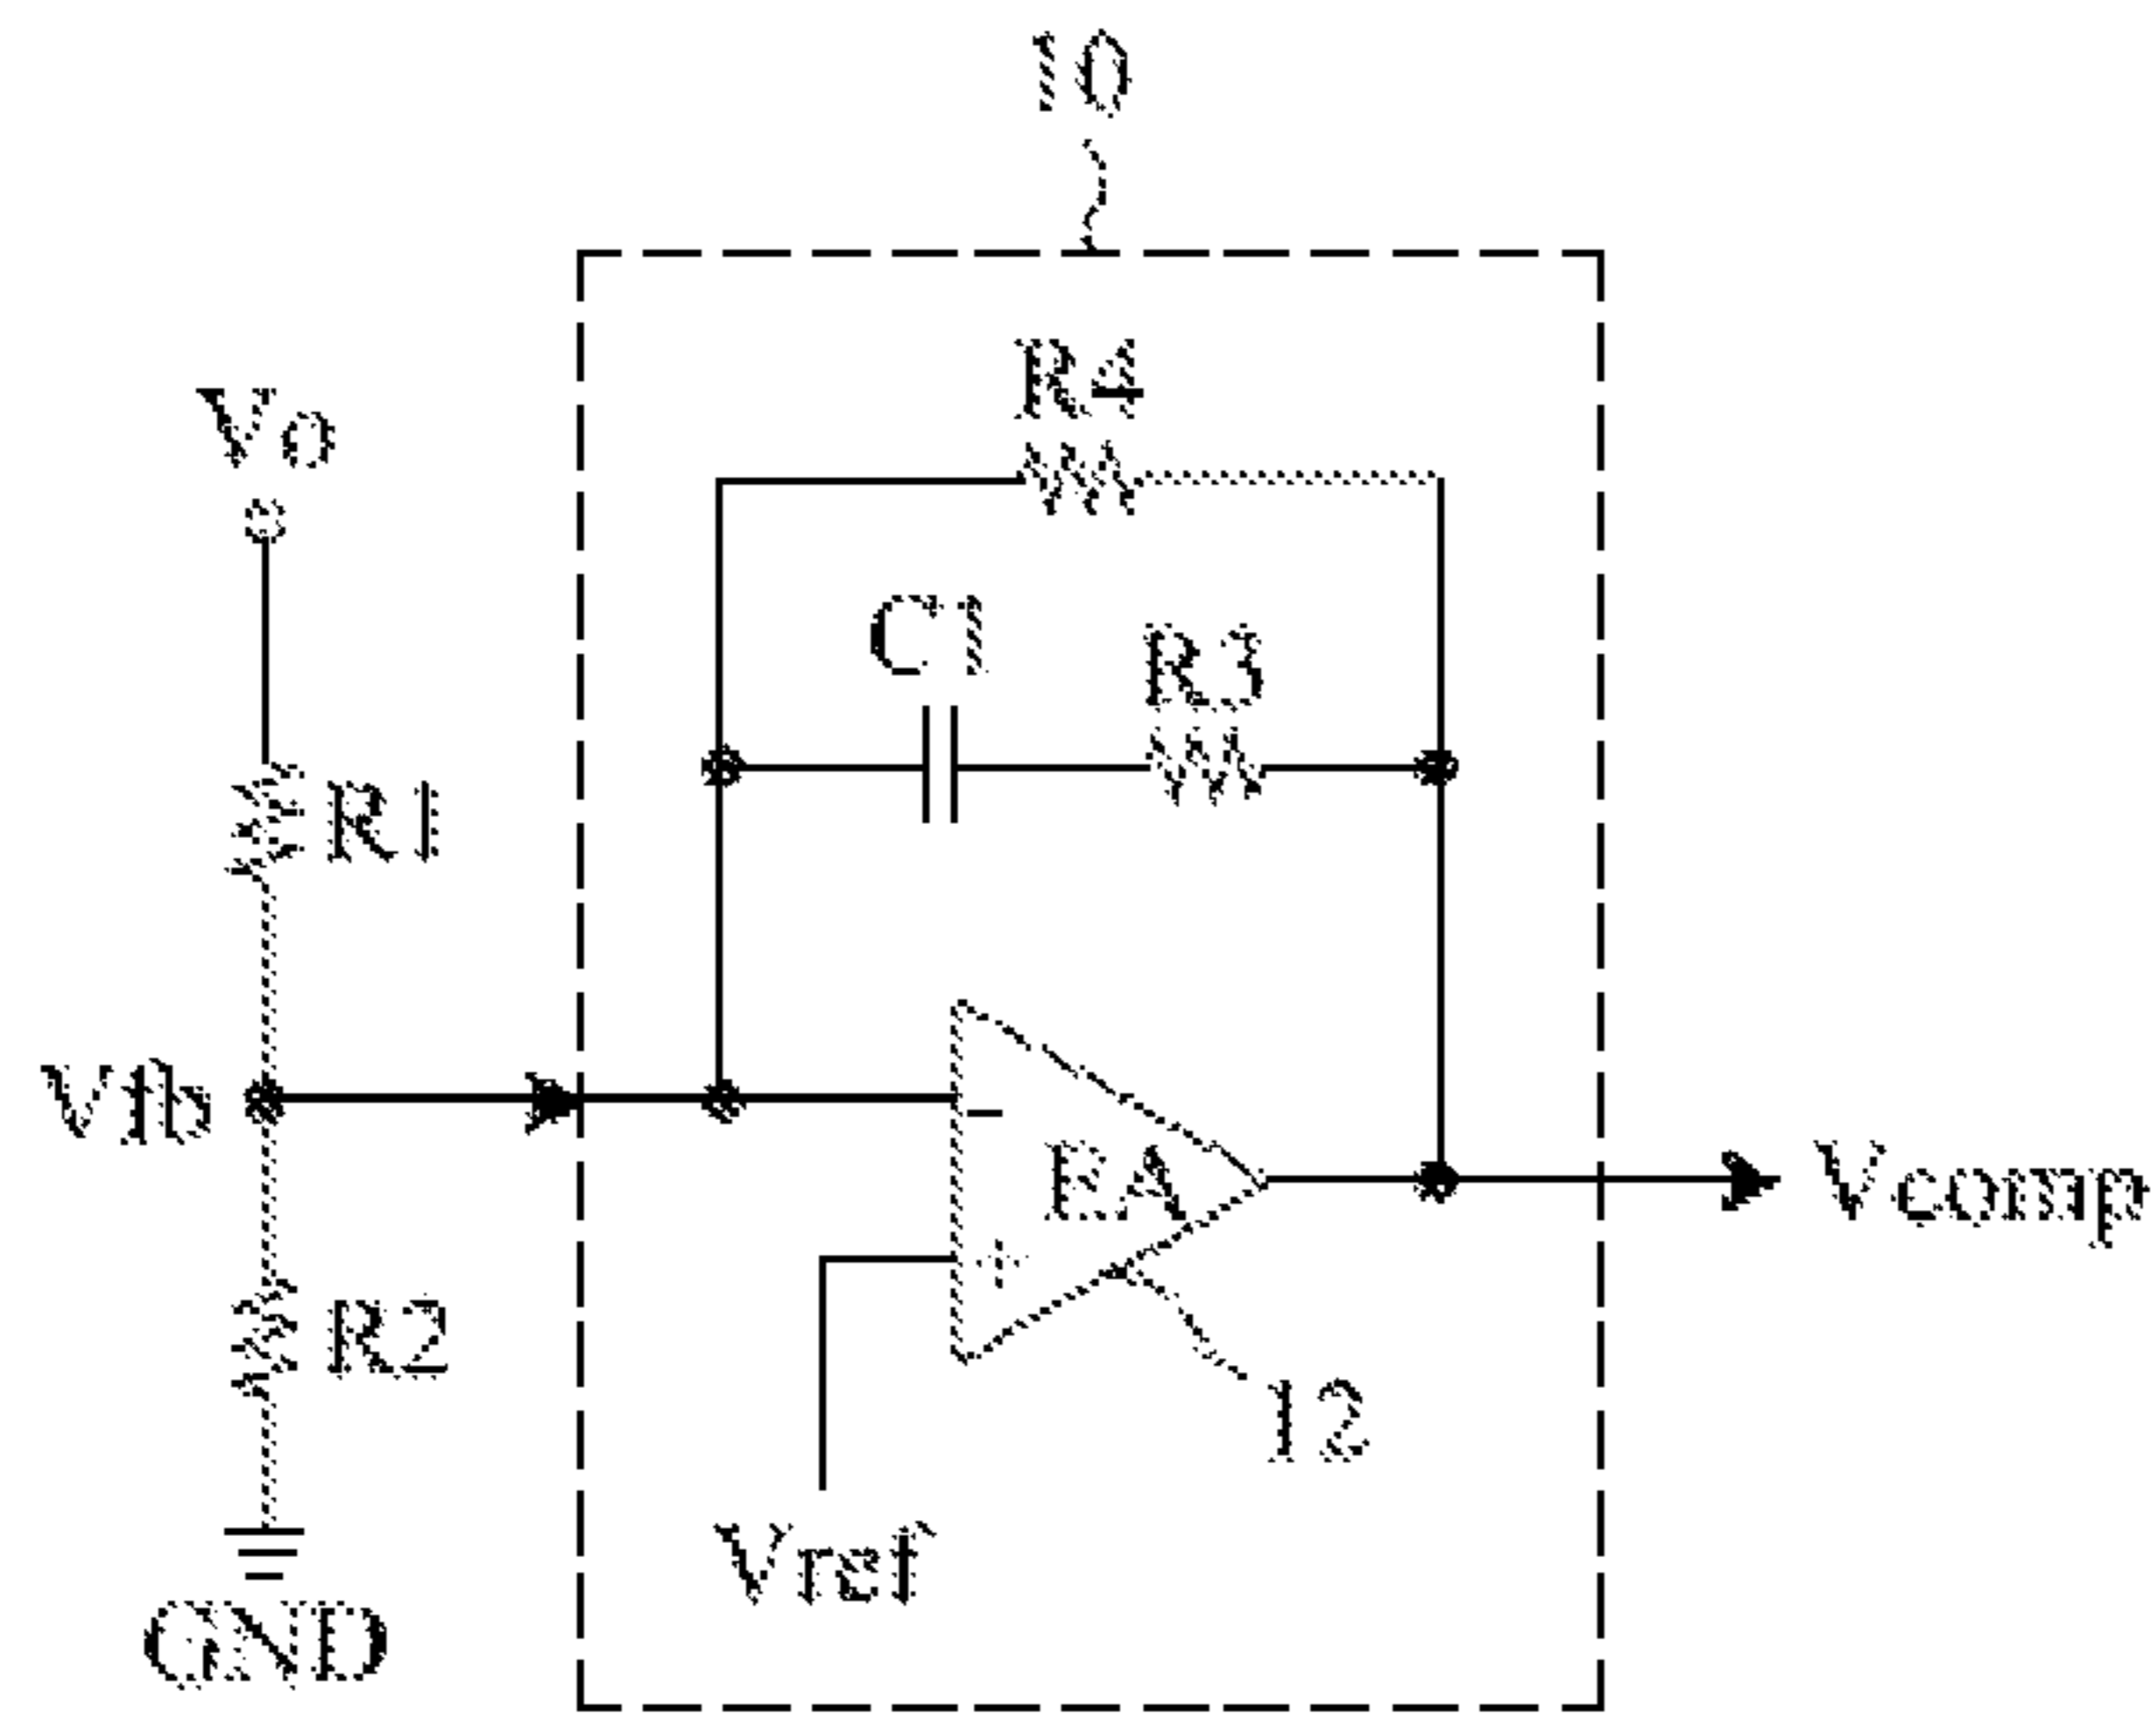 10
R4
Vo
C1
R3
R1
Vfb
−
EA
Vcomp
+
R2
12
Vref
GND